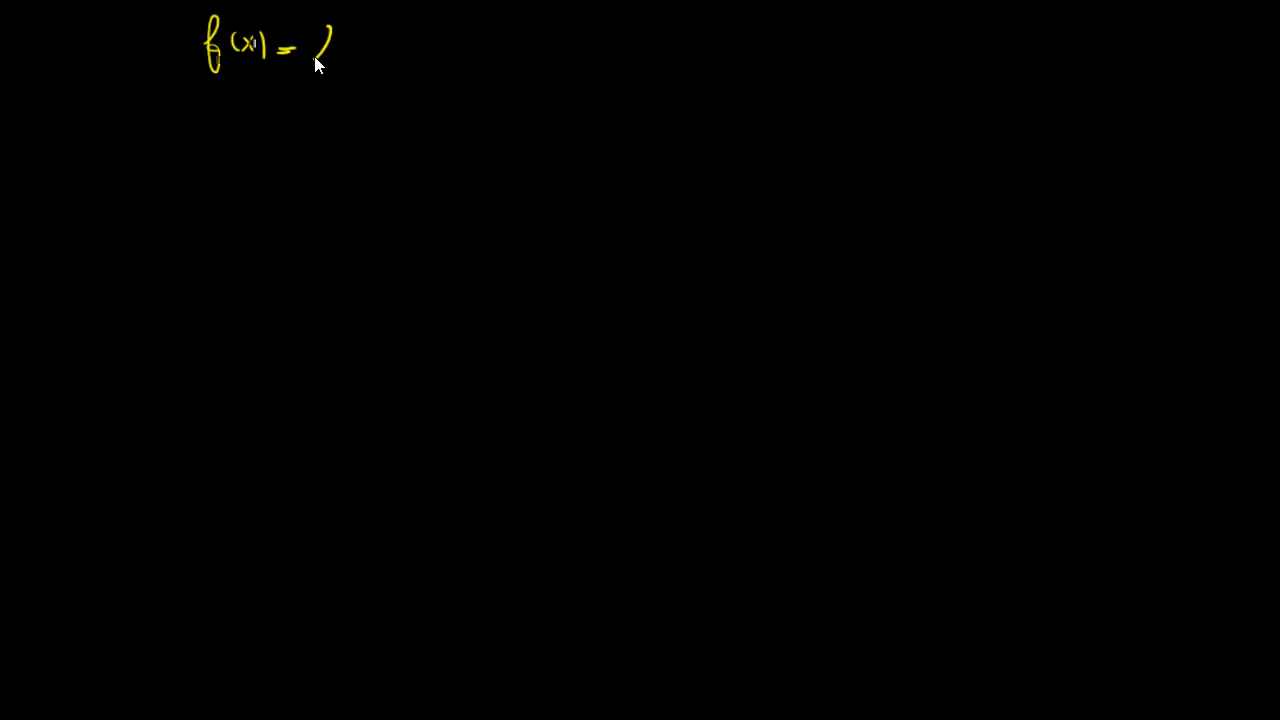 f(x) =